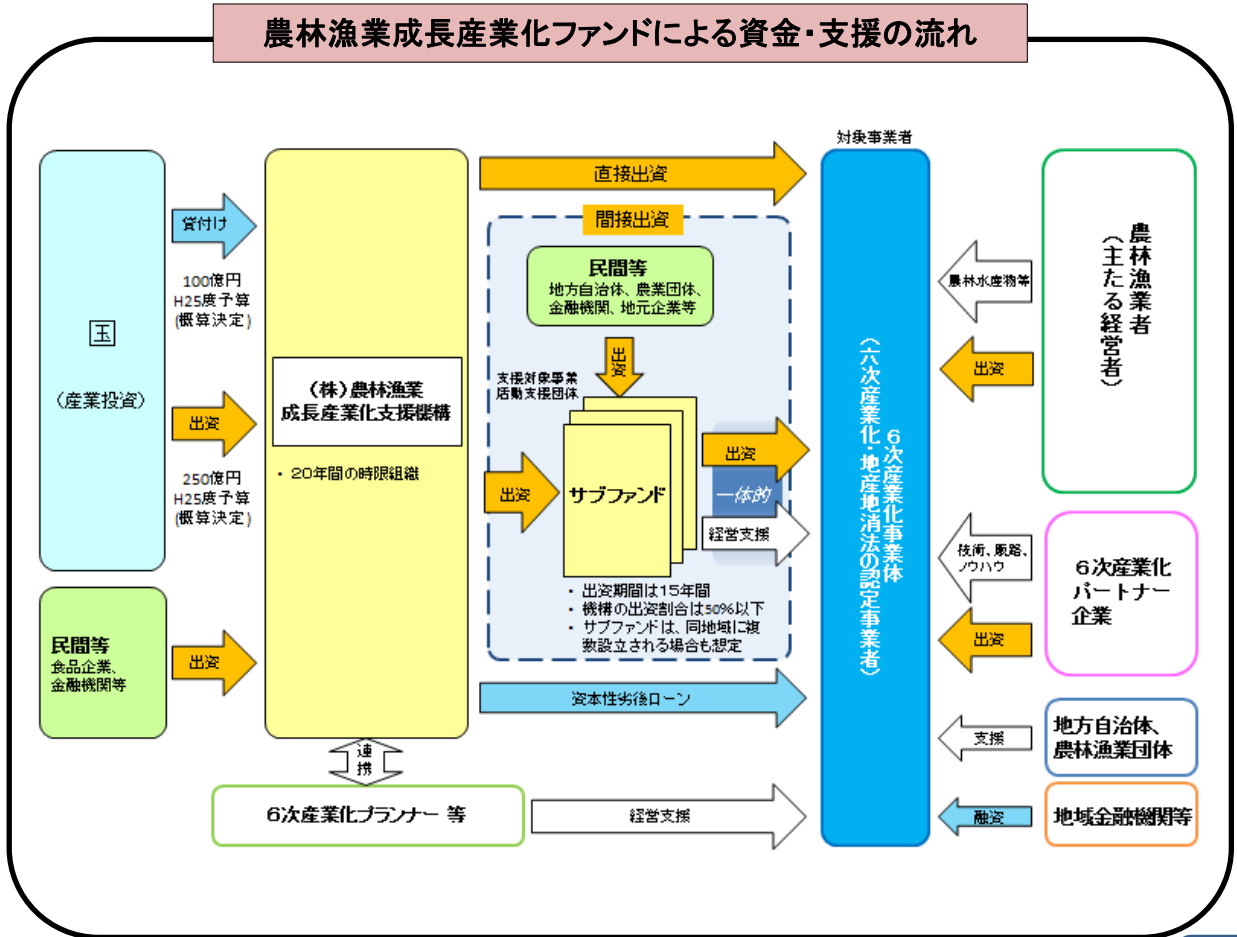 農林漁業成長産業化ファンドによる資金・支援の流れ
対象事業者
国
(産業投資)
貸付け
100億円
H25度予算
(概算決定)
出資
250億円
H25度予算
(概算決定)
民間等
食品企業、
金融機関等
出資
(株)農林漁業
成長産業化支援機構
・ 20年間の時限組織
連
携
6次産業化プランナー 等
直接出資
間接出資
民間等
地方自治体、農業団体、
金融機関、地元企業等
出
資
支援対象事業
活動支援団体
出資
サブファンド
出資
一体的
経営支援
・ 出資期間は15年間
・ 機構の出資割合は50%以下
・ サブファンドは、同地域に複
数設立される場合も想定
資本性劣後ローン
経営支援
6次産業化事業体
(六次産業化・地産地消法の認定事業者)
農林水産物等
出資
農林漁業者
(主たる経営者)
技術、販路、
ノウハウ
出資
6次産業化
パートナー
企業
支援
地方自治体、
農林漁業団体
融資
地域金融機関等